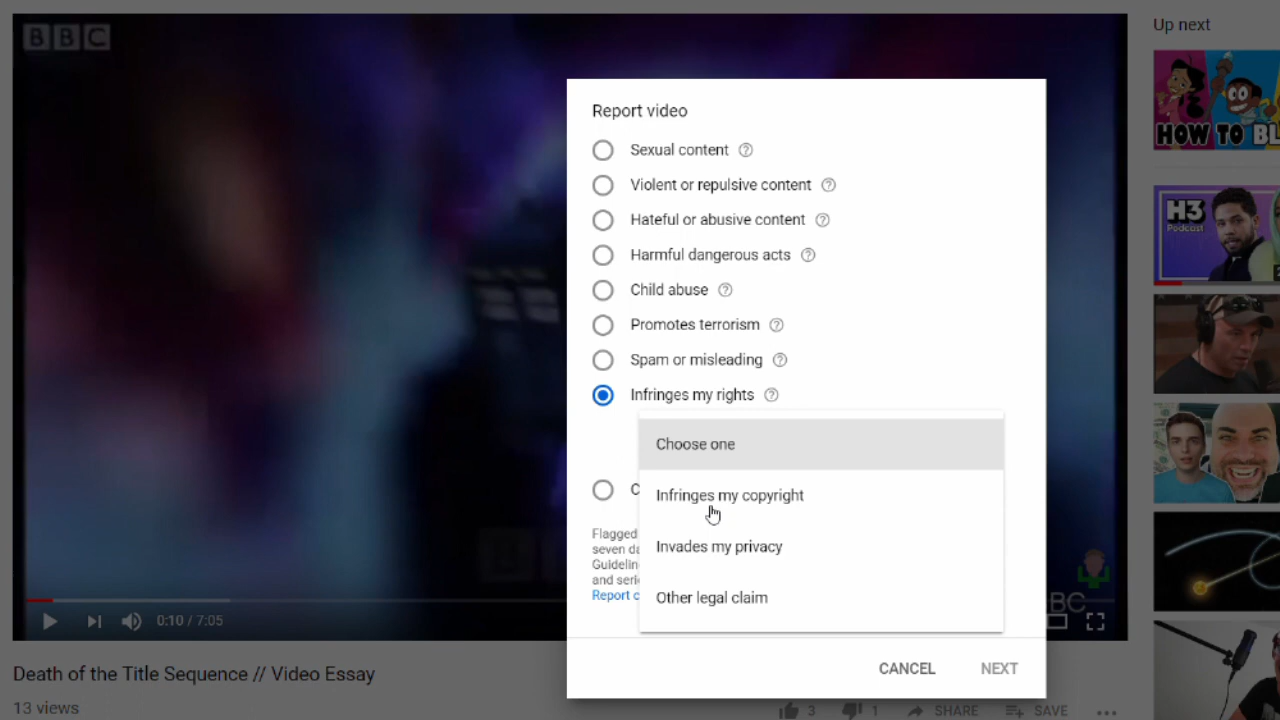 BBC
Up next
HOW TO BL
H3
Podcast
Report video
Sexual content
Violent or repulsive content
Hateful or abusive content
Harmful dangerous acts
Child abuse
Promotes terrorism
Spam or misleading
Infringes my rights
Choose one
Infringes my copyright
Invades my privacy
Other legal claim
C
Flagged
seven da
Guidelin
and seri
Report c
CANCEL
NEXT
BC
0:10 / 7:05
Death of the Title Sequence // Video Essay
13 views
3
1
SHARE
SAVE